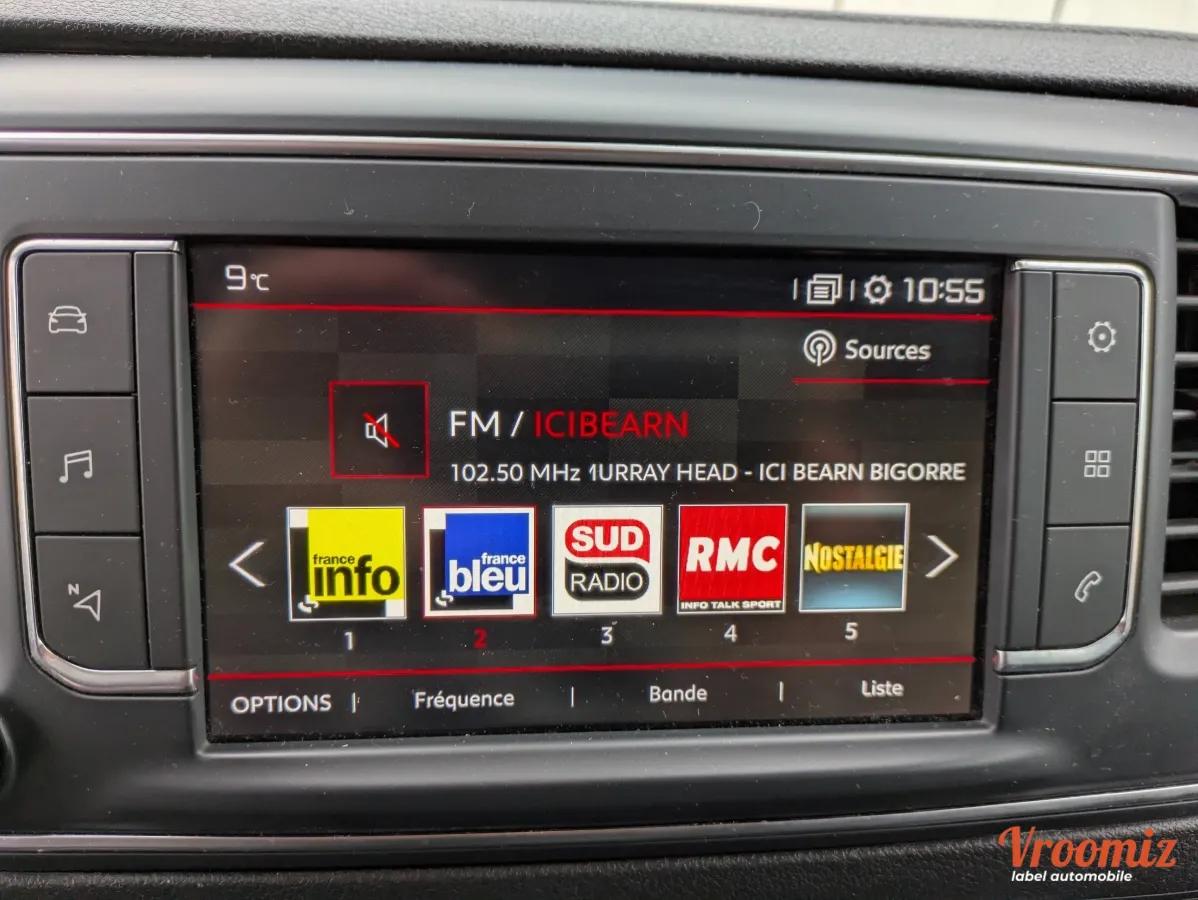 9°C
10:55
Sources
FM / ICIBEARN
102.50 MHz 1URRAY HEAD - ICI BEARN BIGORRE
france info
france bleu
SUD RADIO
RMC INFO TALK SPORT
NOSTALGIE
1 2 3 4 5
OPTIONS | Fréquence | Bande | Liste
N
Vroomiz
label automobile